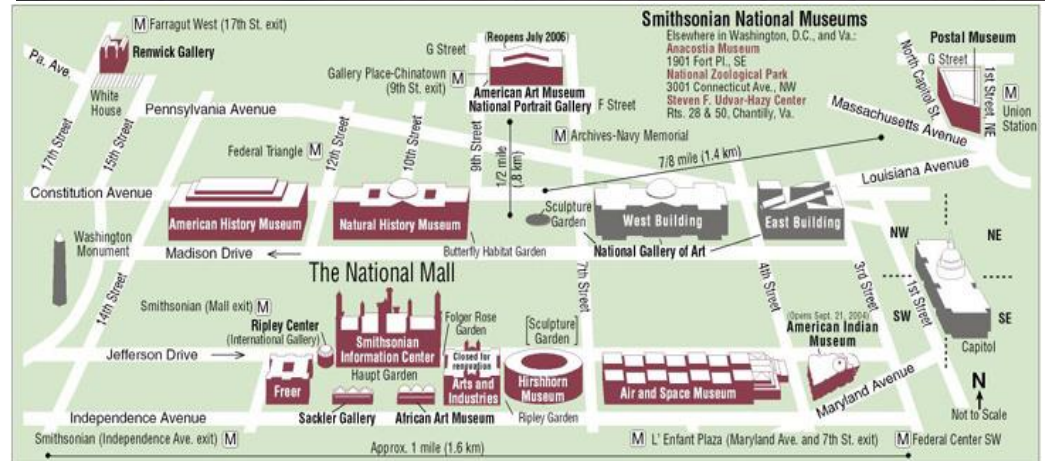 M Farragut West (17th St. exit)
Renwick Gallery
Pa. Ave.
White
House
17th Street
15th Street
Pennsylvania Avenue
G Street
(Reopens July 2006)
Gallery Place-Chinatown
(9th St. exit) M
American Art Museum
National Portrait Gallery
F Street
Smithsonian National Museums
Elsewhere in Washington, D.C., and Va.:
Anacostia Museum
1901 Fort Pl., SE
National Zoological Park
3001 Connecticut Ave., NW
Steven F. Udvar-Hazy Center
Rts. 28 & 50, Chantilly, Va.
Postal Museum
G Street
North Capitol St.
1st Street, NE
M
Union
Station
Massachusetts Avenue
Louisiana Avenue
Federal Triangle M
12th Street
10th Street
9th Street
1/2 mile
(.8 km)
M Archives-Navy Memorial
7/8 mile (1.4 km)
Constitution Avenue
American History Museum
Natural History Museum
Sculpture
Garden
West Building
East Building
National Gallery of Art
Butterfly Habitat Garden
Washington
Monument
Madison Drive
14th Street
The National Mall
7th Street
4th Street
3rd Street
1st Street
NW
NE
SW
SE
Capitol
Smithsonian (Mall exit) M
Ripley Center
(International Gallery)
Smithsonian
Information Center
Haupt Garden
Folger Rose
Garden
Closed for
renovation
Arts and
Industries
[Sculpture
Garden]
Hirshhorn
Museum
Ripley Garden
Air and Space Museum
(Opens Sept. 21, 2004)
American Indian
Museum
Jefferson Drive
Freer
Sackler Gallery
African Art Museum
Maryland Avenue
N
Not to Scale
Independence Avenue
Smithsonian (Independence Ave. exit) M
Approx. 1 mile (1.6 km)
M L' Enfant Plaza (Maryland Ave. and 7th St. exit)
M Federal Center SW